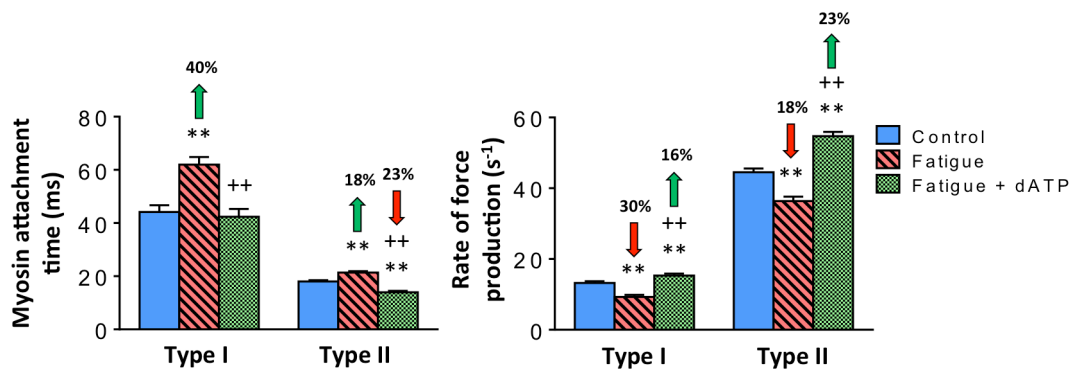 Myosin attachment
time (ms)
80
60
40
20
0
40%
**
++
18%
**
23%
++
**
Type I
Type II
Rate of force
production (s-1)
60
40
20
0
30%
**
16%
++
**
18%
**
23%
++
**
Type I
Type II
Control
Fatigue
Fatigue + dATP